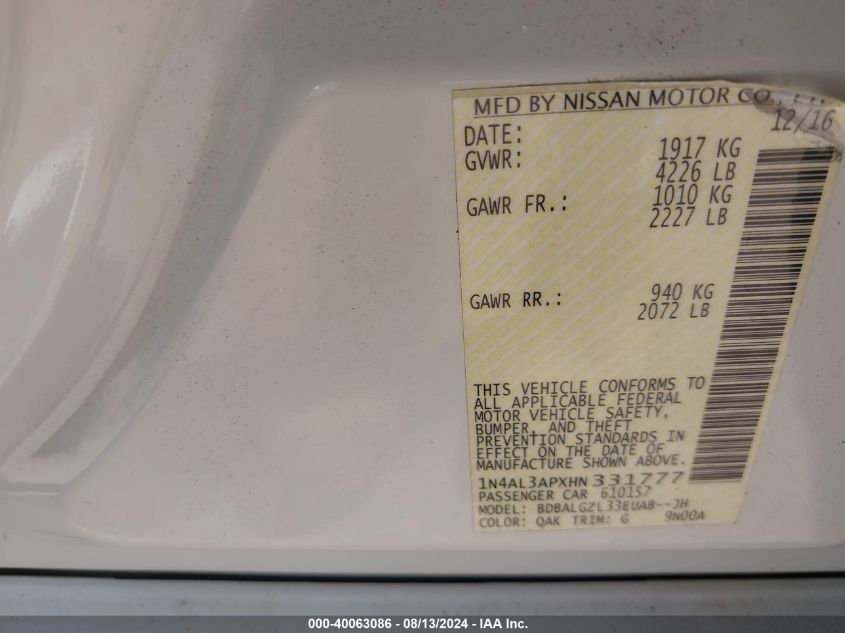 MFD BY NISSAN MOTOR CO.,
DATE: 12/16
GVWR: 1917 KG
4226 LB
GAWR FR.: 1010 KG
2227 LB
GAWR RR.: 940 KG
2072 LB
THIS VEHICLE CONFORMS TO
ALL APPLICABLE FEDERAL
MOTOR VEHICLE SAFETY,
BUMPER, AND THEFT
PREVENTION STANDARDS IN
EFFECT ON THE DATE OF
MANUFACTURE SHOWN ABOVE.
1N4AL3APXHN331777
PASSENGER CAR 610157
MODEL: BDBALGZL33EUAB--JH
COLOR: QAK TRIM: G 9N00A
000-40063086 - 08/13/2024 - IAA Inc.